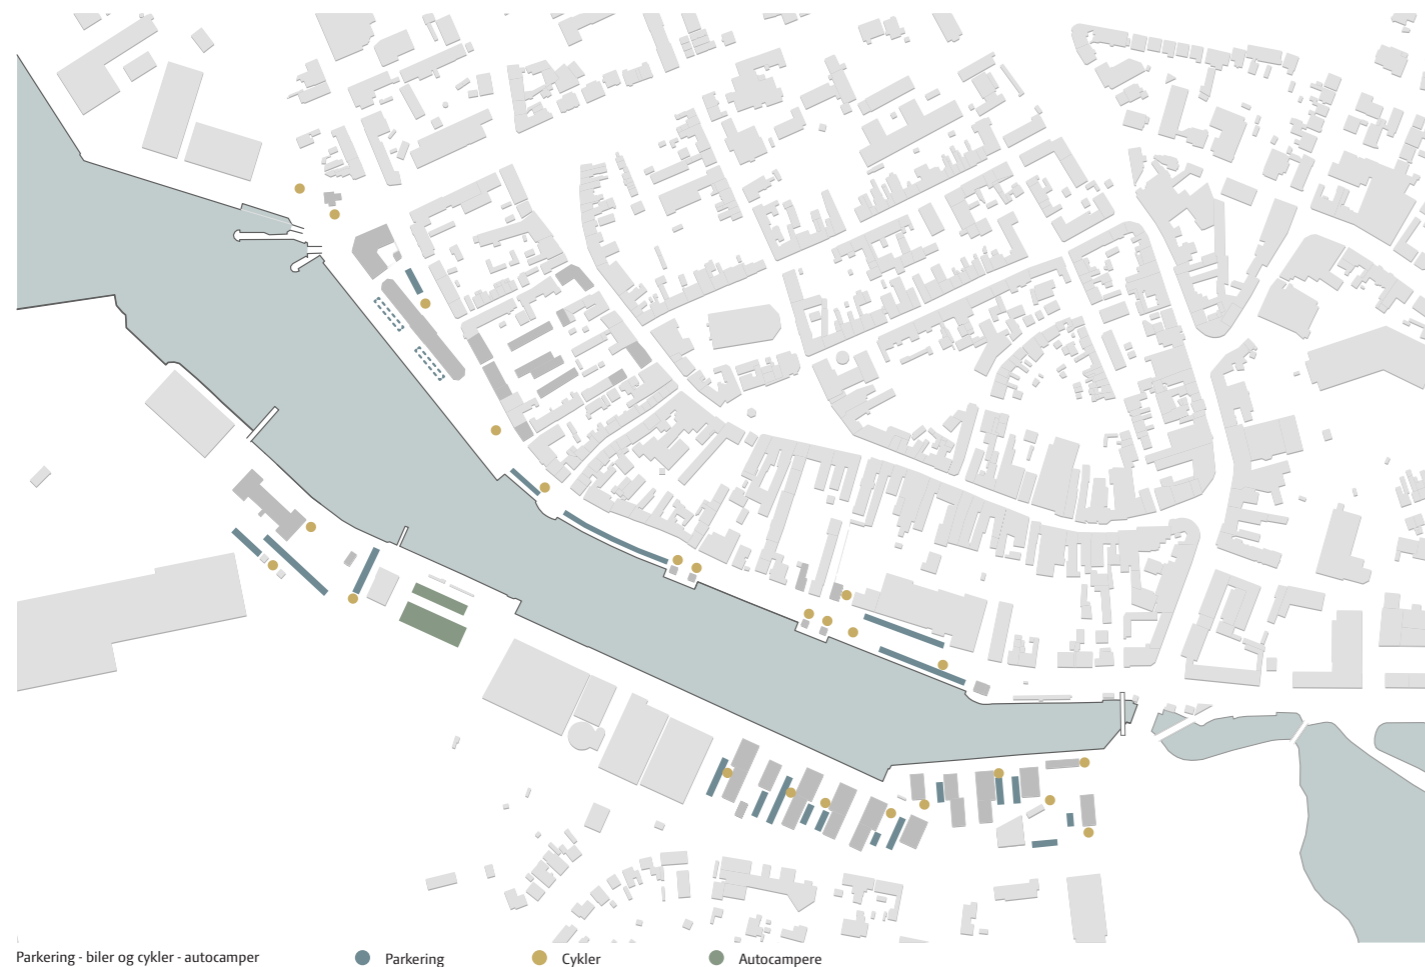 Parkering - biler og cykler - autocamper
Parkering
Cykler
Autocampere